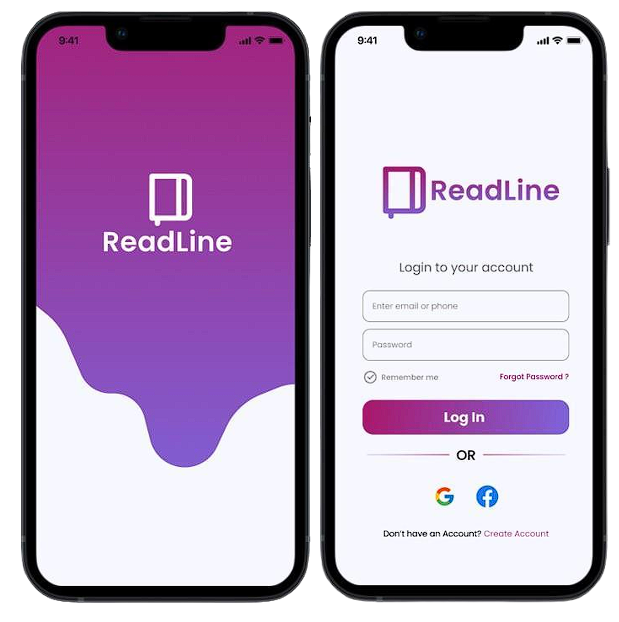 9:41
ReadLine
9:41
ReadLine
Login to your account
Enter email or phone
Password
Remember me Forgot Password ?
Log In
OR
Don't have an Account? Create Account